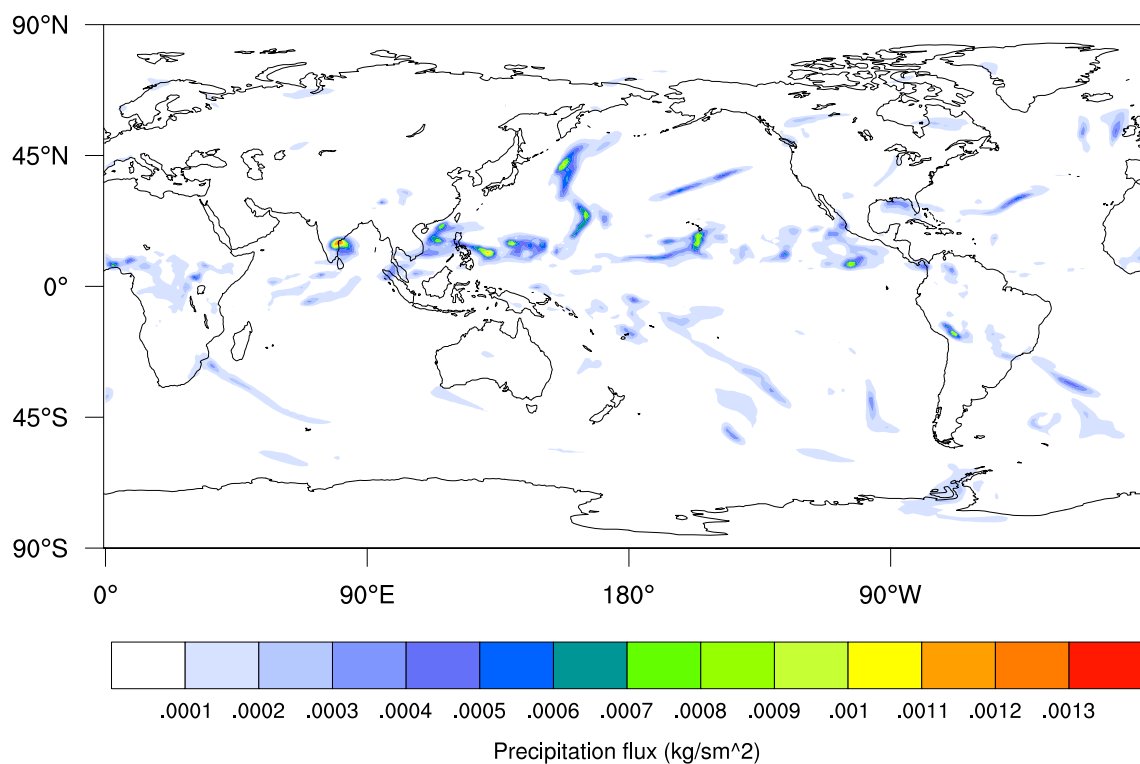 90°N
45°N
0°
45°S
90°S
0° 90°E 180° 90°W
.0001 .0002 .0003 .0004 .0005 .0006 .0007 .0008 .0009 .001 .0011 .0012 .0013
Precipitation flux (kg/sm^2)